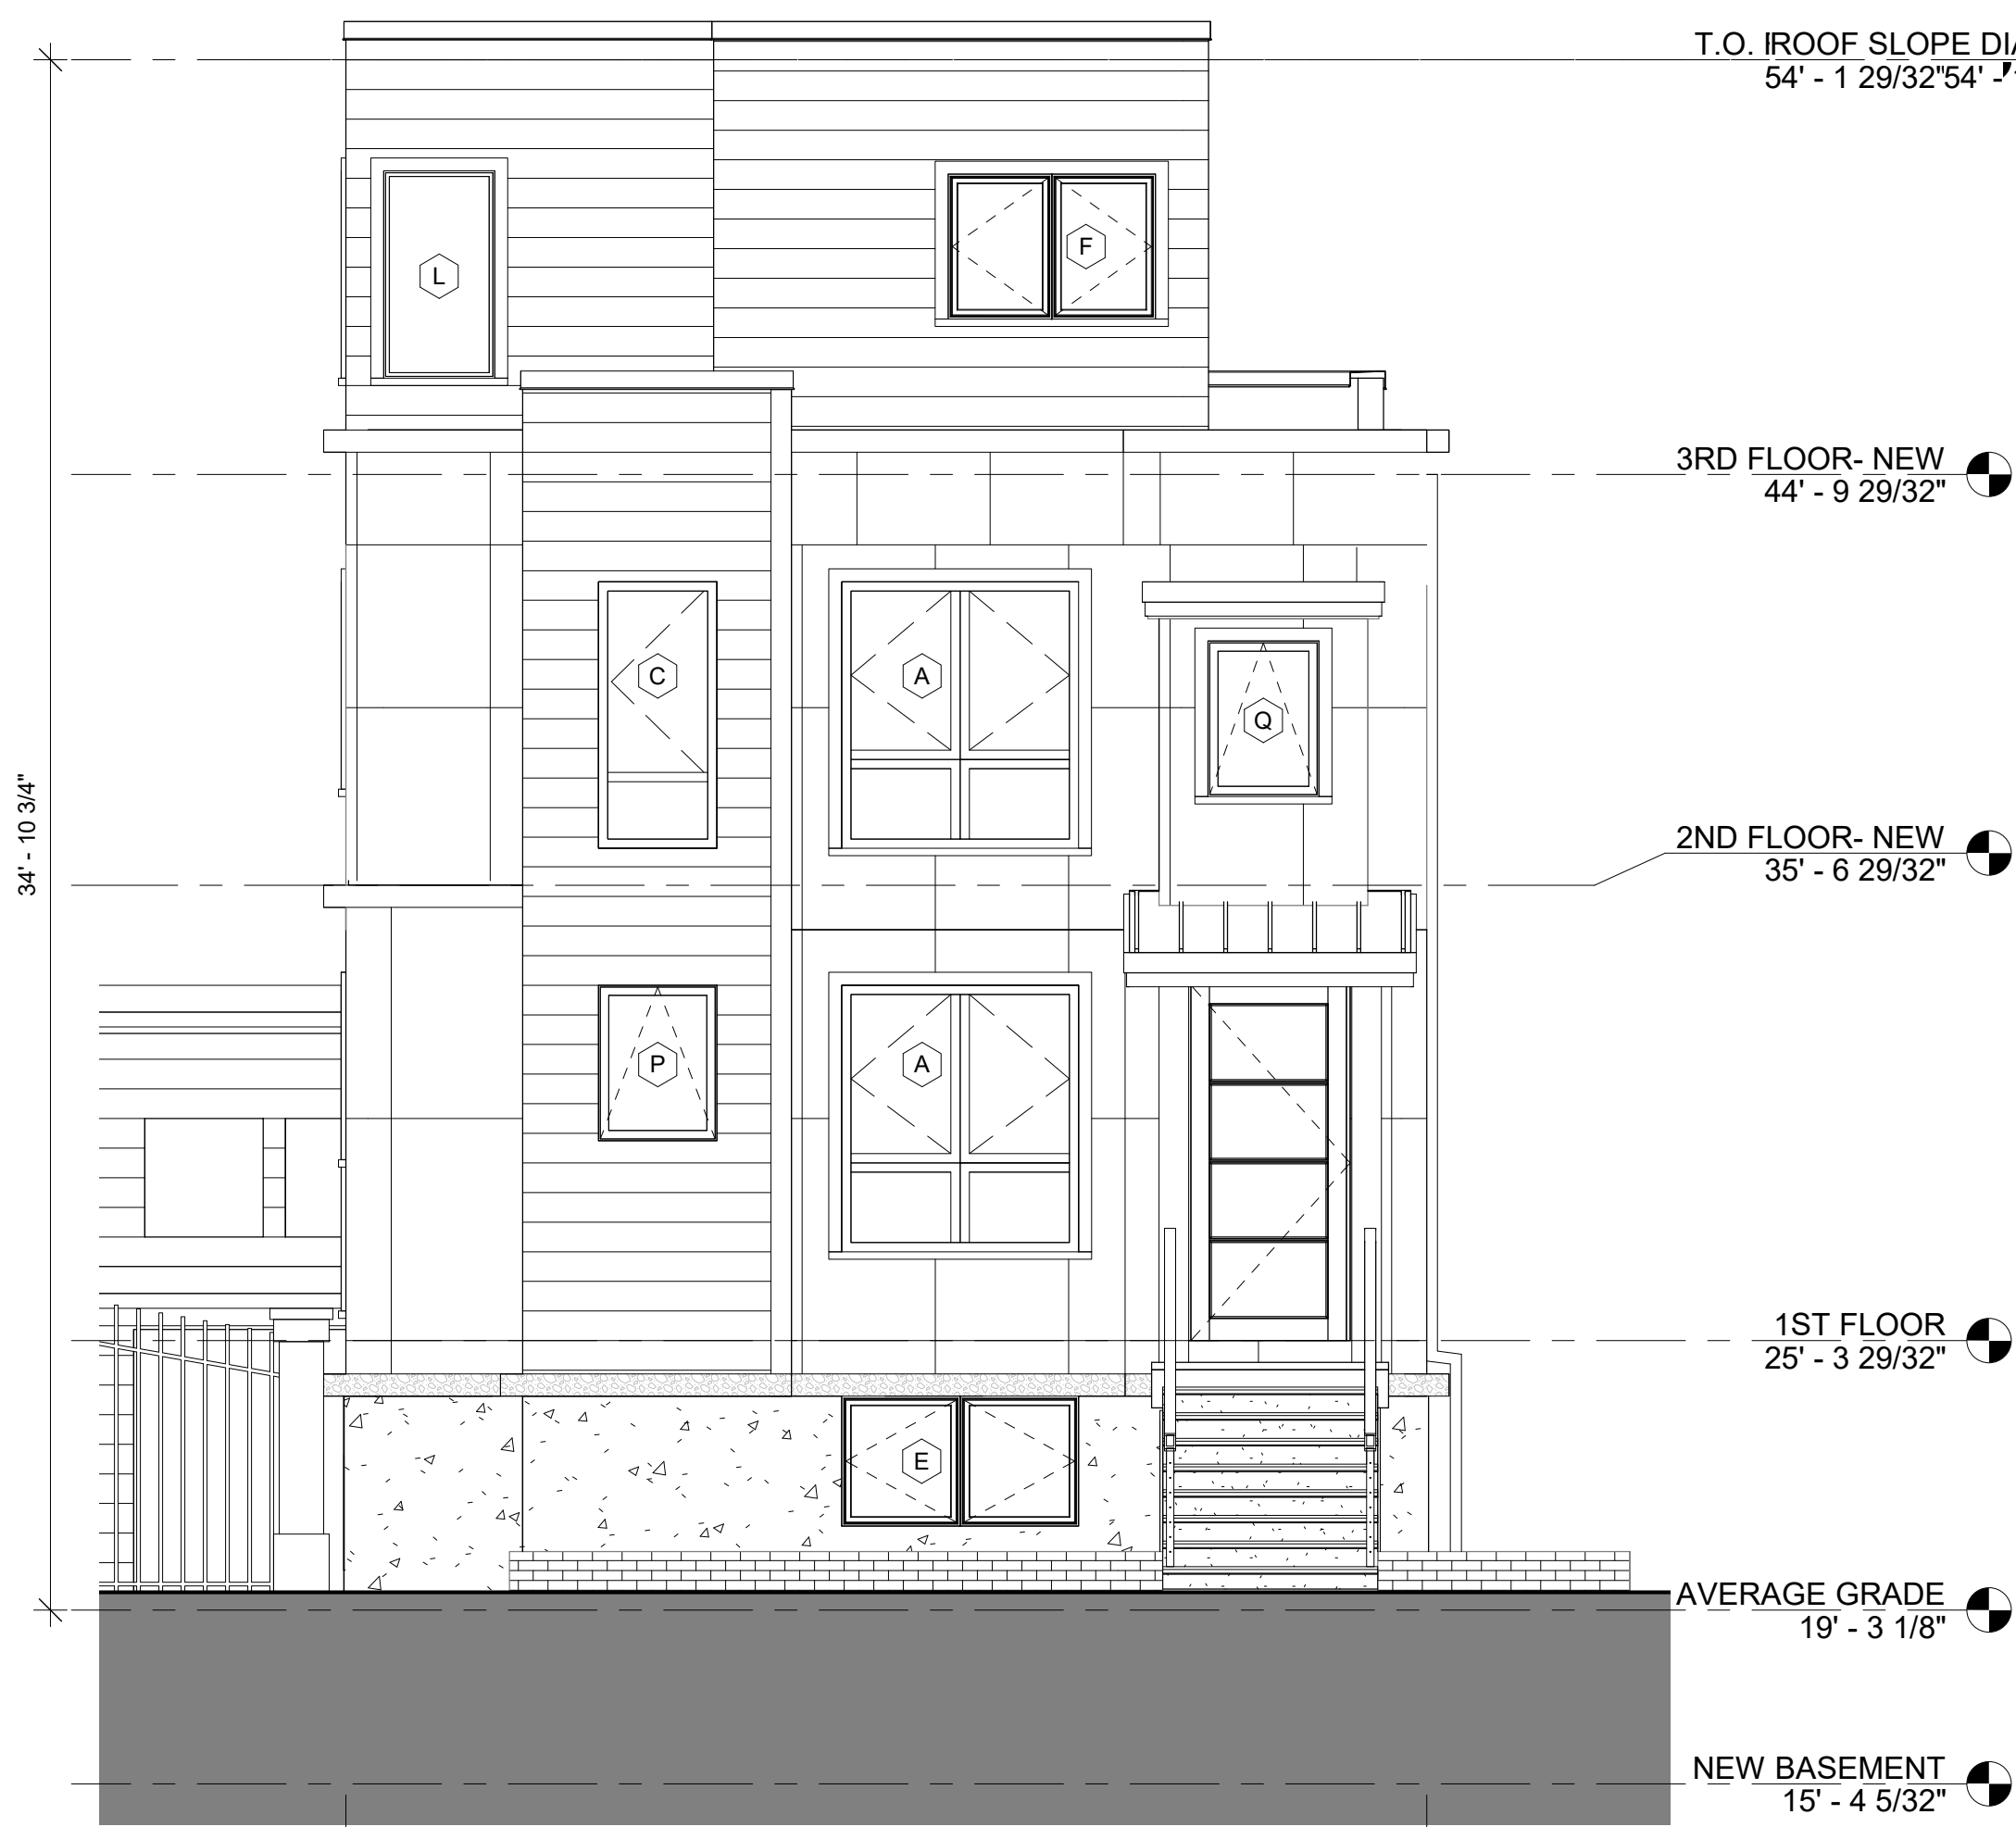 T.O. ROOF SLOPE
54' - 1 29/32" 54' -
L
F
3RD FLOOR- NEW
44' - 9 29/32"
C
A
Q
34' - 10 3/4"
2ND FLOOR- NEW
35' - 6 29/32"
P
A
1ST FLOOR
25' - 3 29/32"
E
AVERAGE GRADE
19' - 3 1/8"
NEW BASEMENT
15' - 4 5/32"